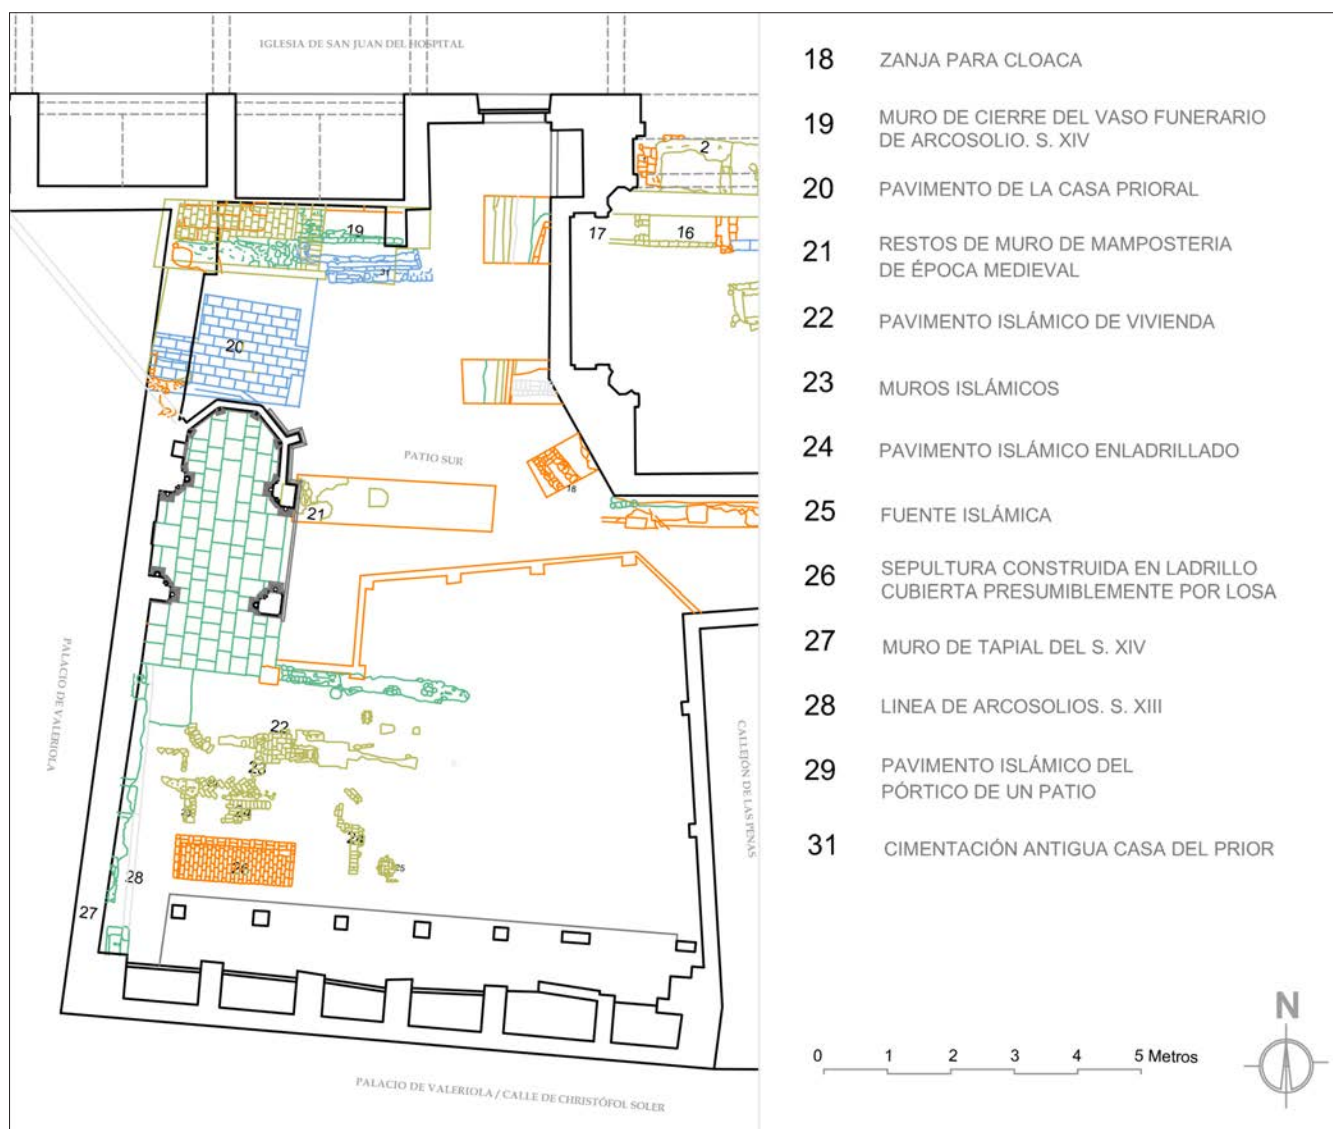 IGLESIA DE SAN JUAN DEL HOSPITAL
2
19
17
16
31
20
PATIO SUR
18
21
PALACIO DE VALERIOLA
22
23
CALLEJÓN DE LAS PENAS
24
26
25
28
27
PALACIO DE VALERIOLA / CALLE DE CHRISTÓFOL SOLER
18 ZANJA PARA CLOACA
19 MURO DE CIERRE DEL VASO FUNERARIO
DE ARCOSOLIO. S. XIV
20 PAVIMENTO DE LA CASA PRIORAL
21 RESTOS DE MURO DE MAMPOSTERIA
DE ÉPOCA MEDIEVAL
22 PAVIMENTO ISLÁMICO DE VIVIENDA
23 MUROS ISLÁMICOS
24 PAVIMENTO ISLÁMICO ENLADRILLADO
25 FUENTE ISLÁMICA
26 SEPULTURA CONSTRUIDA EN LADRILLO
CUBIERTA PRESUMIBLEMENTE POR LOSA
27 MURO DE TAPIAL DEL S. XIV
28 LINEA DE ARCOSOLIOS. S. XIII
29 PAVIMENTO ISLÁMICO DEL
PÓRTICO DE UN PATIO
31 CIMENTACIÓN ANTIGUA CASA DEL PRIOR
N
0 1 2 3 4 5 Metros